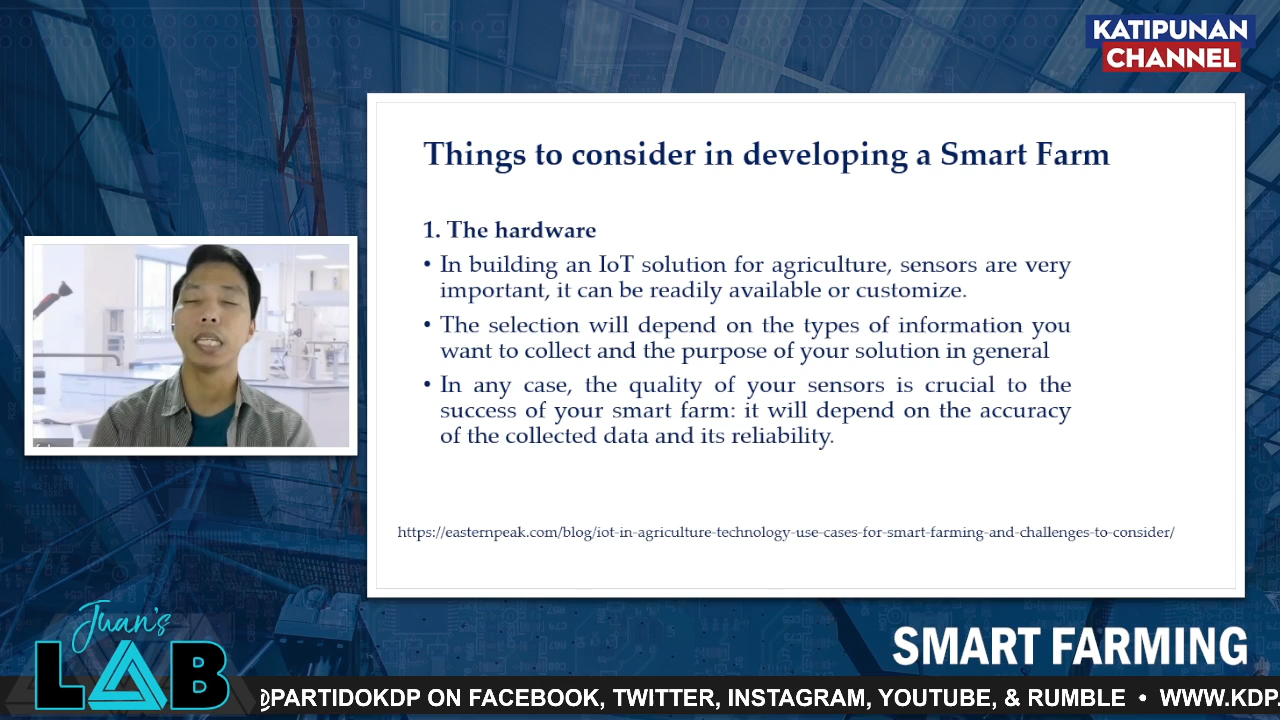 KATIPUNAN
CHANNEL
Things to consider in developing a Smart Farm
1. The hardware
• In building an IoT solution for agriculture, sensors are very
important, it can be readily available or customize.
• The selection will depend on the types of information you
want to collect and the purpose of your solution in general
• In any case, the quality of your sensors is crucial to the
success of your smart farm: it will depend on the accuracy
of the collected data and its reliability.
https://easternpeak.com/blog/iot-in-agriculture-technology-use-cases-for-smart-farming-and-challenges-to-consider/
Juan's
LAB
SMART FARMING
@PARTIDOKDP ON FACEBOOK, TWITTER, INSTAGRAM, YOUTUBE, & RUMBLE • WWW.KDP